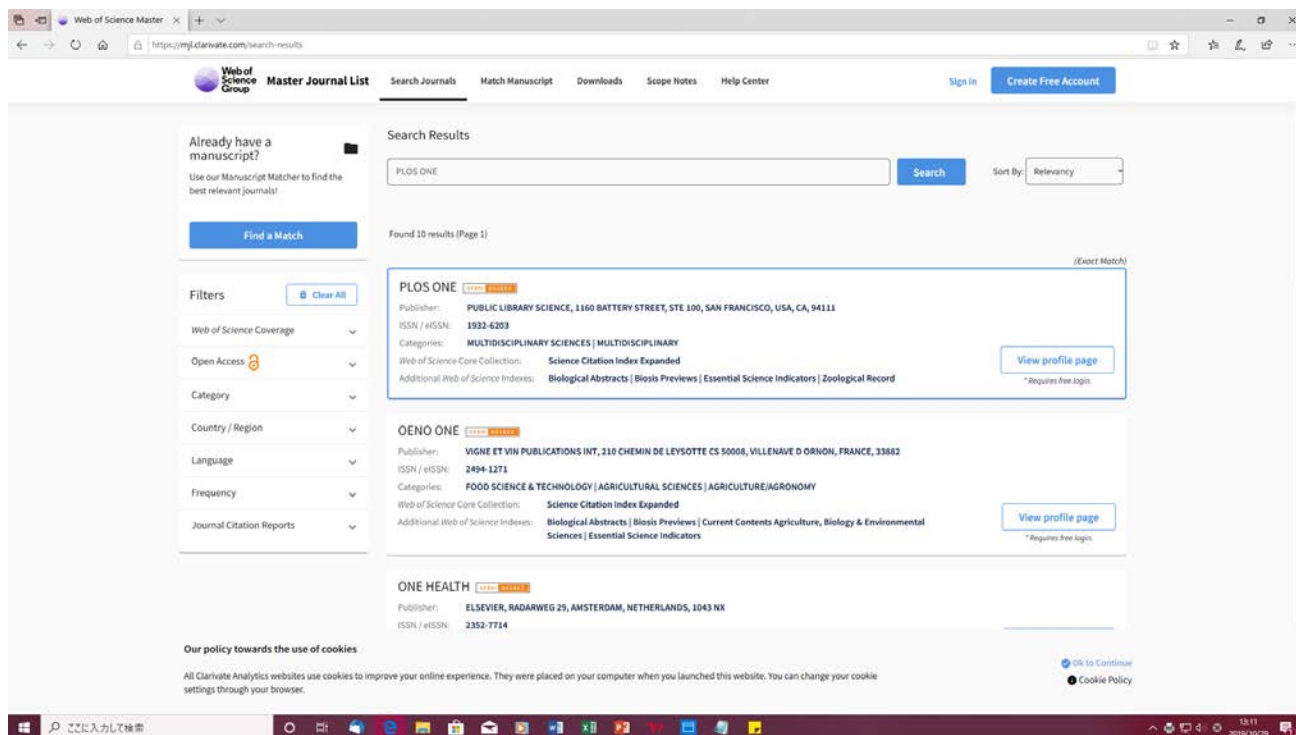 Web of Science Master
https://mjl.clarivate.com/search-results
Web of
Science
Group
Master Journal List
Search Journals
Match Manuscript
Downloads
Scope Notes
Help Center
Sign In
Create Free Account
Already have a
manuscript?
Use our Manuscript Matcher to find the
best relevant journals!
Find a Match
Filters
Clear All
Web of Science Coverage
Open Access
Category
Country / Region
Language
Frequency
Journal Citation Reports
Search Results
PLOS ONE
Search
Sort By:
Relevancy
Found 10 results (Page 1)
(Exact Match)
PLOS ONE OPEN ACCESS
Publisher: PUBLIC LIBRARY SCIENCE, 1160 BATTERY STREET, STE 100, SAN FRANCISCO, USA, CA, 94111
ISSN / eISSN: 1932-6203
Categories: MULTIDISCIPLINARY SCIENCES | MULTIDISCIPLINARY
Web of Science Core Collection: Science Citation Index Expanded
Additional Web of Science Indexes: Biological Abstracts | Biosis Previews | Essential Science Indicators | Zoological Record
View profile page
* Requires free login.
OENO ONE OPEN ACCESS
Publisher: VIGNE ET VIN PUBLICATIONS INT, 210 CHEMIN DE LEYSOTTE CS 50008, VILLENAVE D ORNON, FRANCE, 33882
ISSN / eISSN: 2494-1271
Categories: FOOD SCIENCE & TECHNOLOGY | AGRICULTURAL SCIENCES | AGRICULTURE/AGRONOMY
Web of Science Core Collection: Science Citation Index Expanded
Additional Web of Science Indexes: Biological Abstracts | Biosis Previews | Current Contents Agriculture, Biology & Environmental
Sciences | Essential Science Indicators
View profile page
* Requires free login.
ONE HEALTH OPEN ACCESS
Publisher: ELSEVIER, RADARWEG 29, AMSTERDAM, NETHERLANDS, 1043 NX
ISSN / eISSN: 2352-7714
Our policy towards the use of cookies
All Clarivate Analytics websites use cookies to improve your online experience. They were placed on your computer when you launched this website. You can change your cookie
settings through your browser.
Ok to Continue
Cookie Policy
ここに入力して検索
13:11
2019/10/29